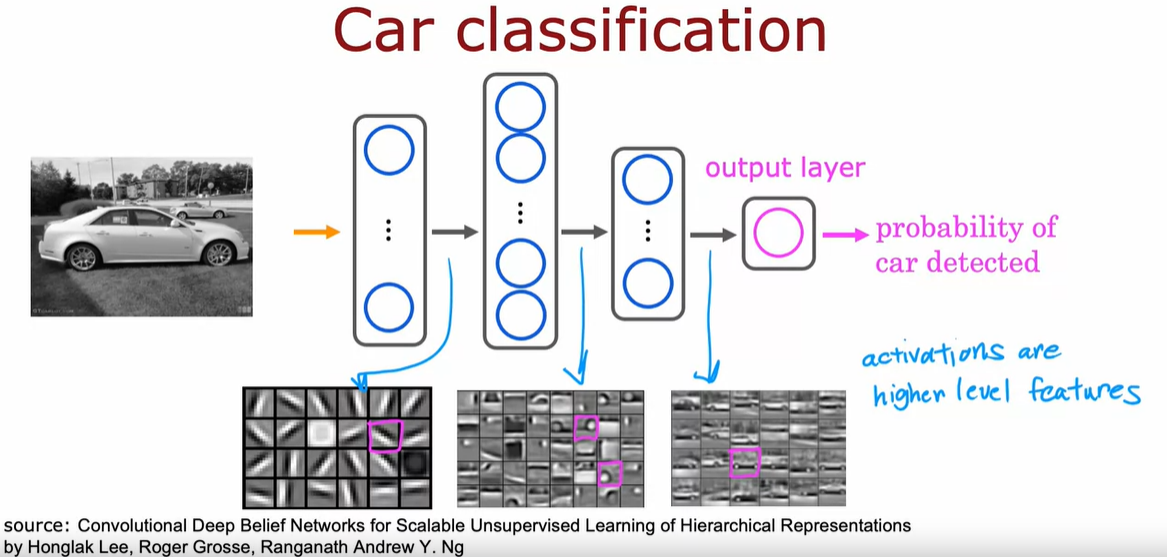 Car classification
output layer
probability of
car detected
activations are
higher level features
source: Convolutional Deep Belief Networks for Scalable Unsupervised Learning of Hierarchical Representations
by Honglak Lee, Roger Grosse, Ranganath Andrew Y. Ng